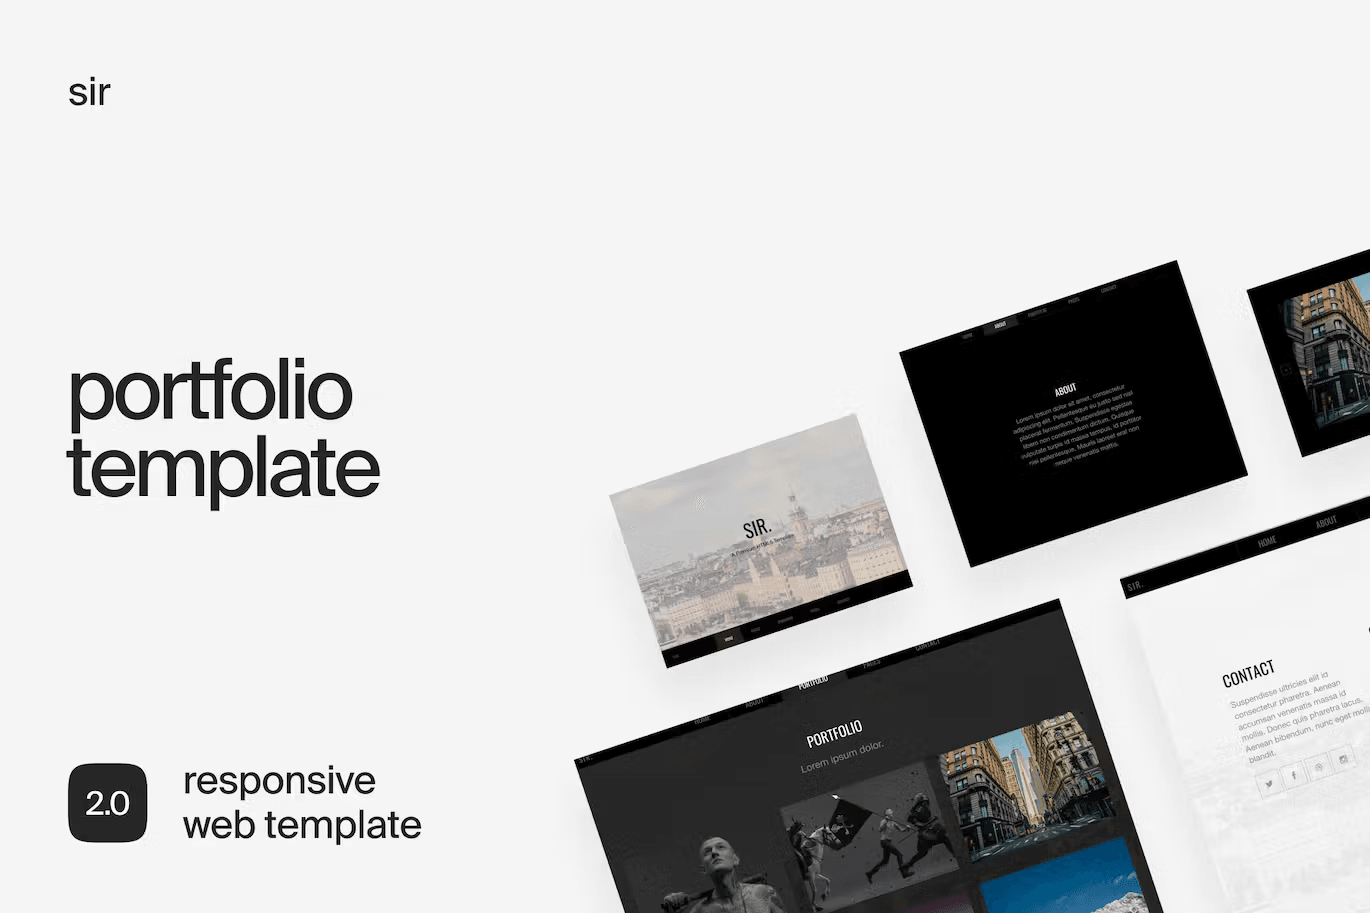 sir
portfolio
template
2.0
responsive
web template
SIR.
A Premium HTML5 Template
HOME
ABOUT
PORTFOLIO
PAGES
CONTACT
ABOUT
Lorem ipsum dolor sit amet, consectetur
adipiscing elit. Pellentesque eu justo sed nisl
placerat fermentum. Suspendisse egestas
libero non condimentum dictum. Quisque
vulputate turpis id massa tempus, id porttitor
nisl pellentesque. Mauris laoreet erat non
neque venenatis mattis.
SIR.
HOME
ABOUT
PORTFOLIO
PAGES
CONTACT
PORTFOLIO
Lorem ipsum dolor.
SIR.
HOME
ABOUT
CONTACT
Suspendisse ultricies elit id
consectetur pharetra. Aenean
accumsan venenatis massa id
mollis. Donec quis pharetra lacus.
Aenean bibendum, nunc eget
blandit.